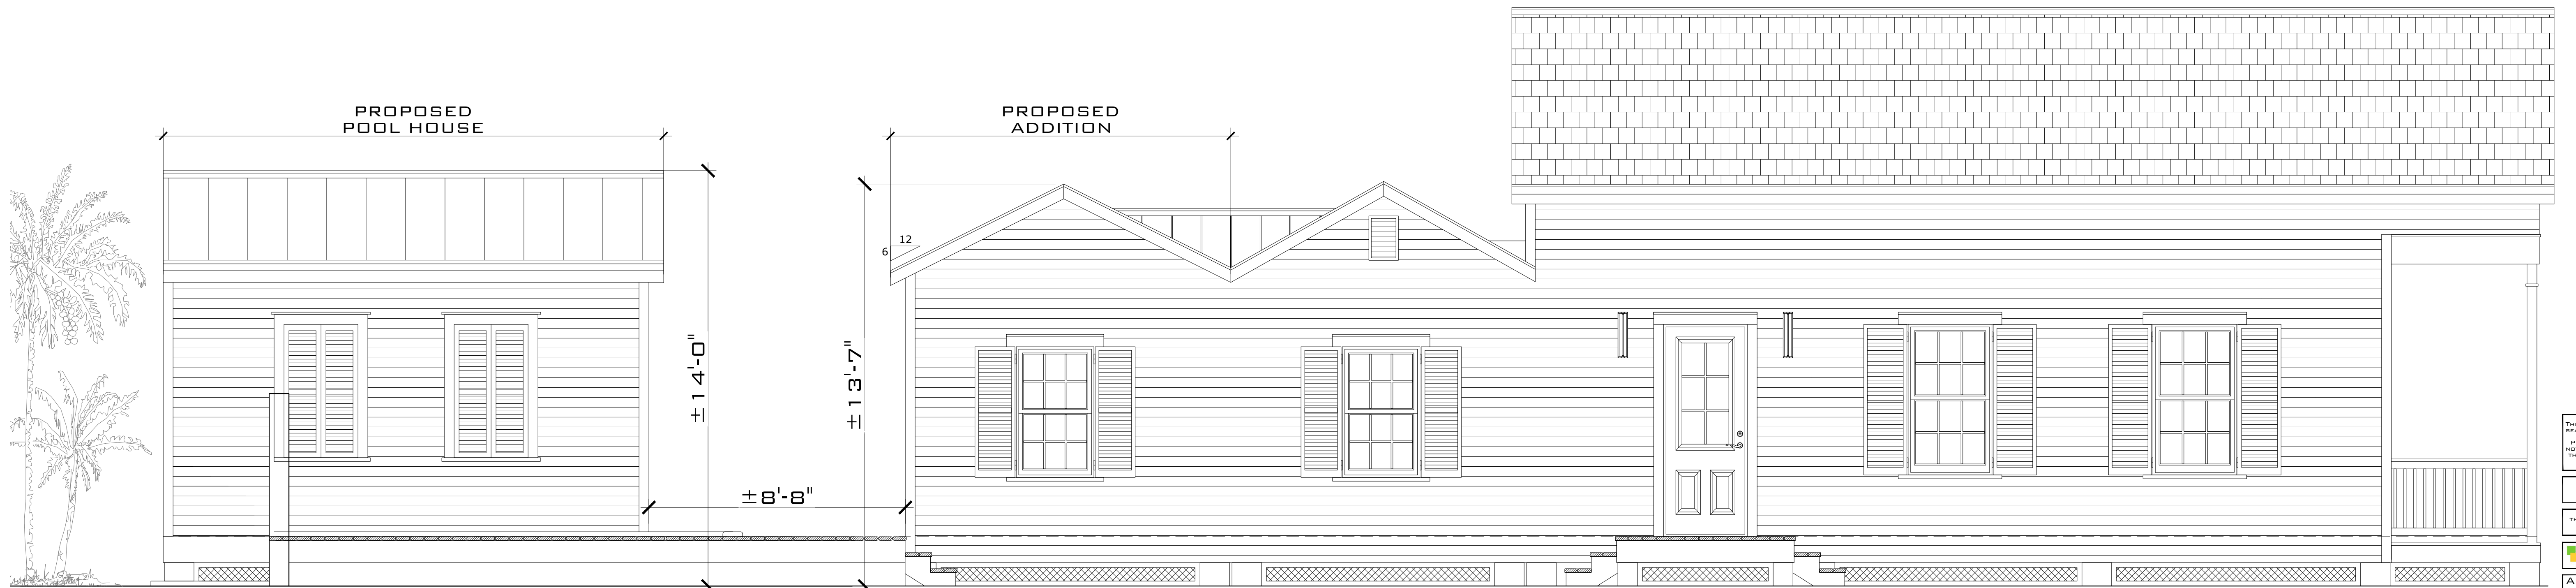 PROPOSED
POOL HOUSE
PROPOSED
ADDITION
12
6
±14'-0"
±13'-7"
±8'-8"